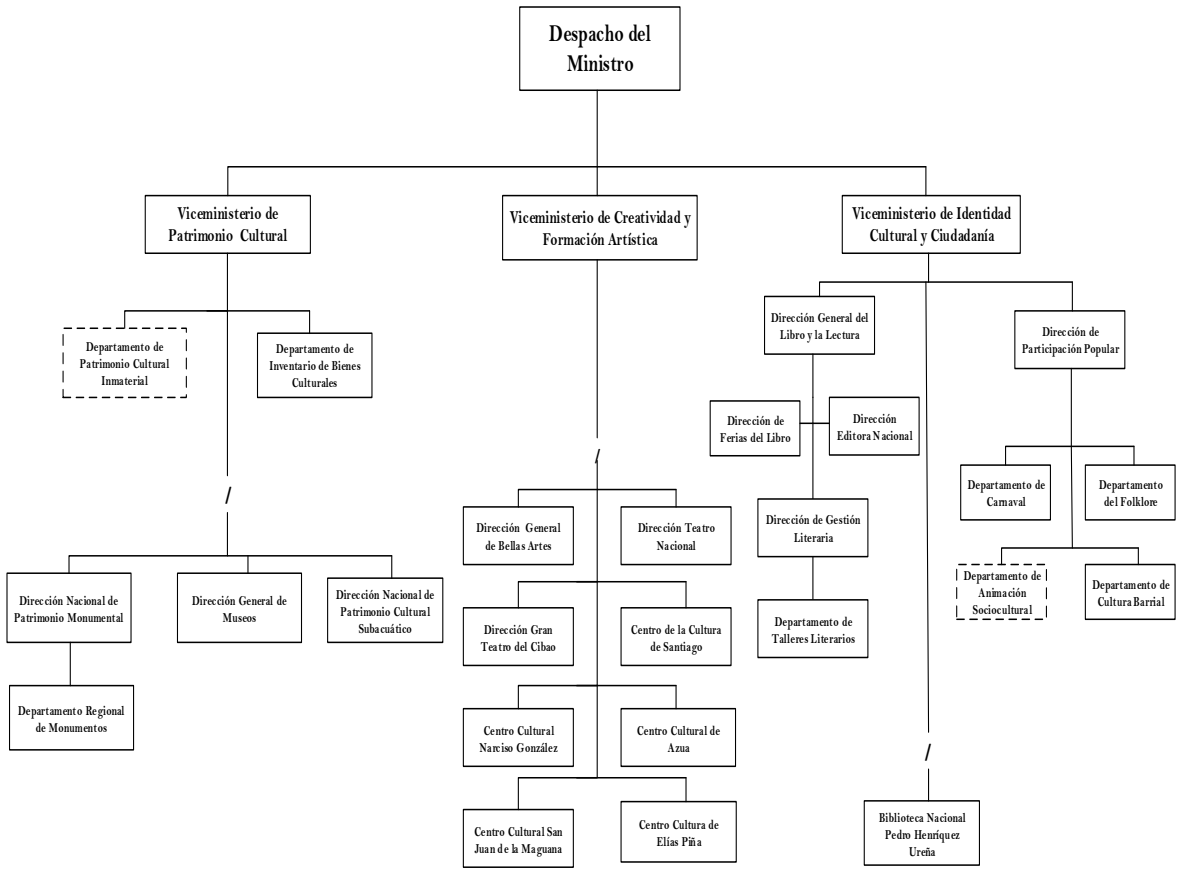 Despacho del
Ministro
Viceministerio de
Patrimonio Cultural
Viceministerio de Creatividad y
Formación Artística
Viceministerio de Identidad
Cultural y Ciudadanía
Departamento de
Patrimonio Cultural
Inmaterial
Departamento de
Inventario de Bienes
Culturales
Dirección Nacional de
Patrimonio Monumental
Dirección General de
Museos
Dirección Nacional de
Patrimonio Cultural
Subacuático
Departamento Regional
de Monumentos
Dirección General
de Bellas Artes
Dirección Teatro
Nacional
Dirección Gran
Teatro del Cibao
Centro de la Cultura
de Santiago
Centro Cultural
Narciso González
Centro Cultural de
Azua
Centro Cultural San
Juan de la Maguana
Centro Cultura de
Elías Piña
Dirección General del
Libro y la Lectura
Dirección de
Ferias del Libro
Dirección
Editora Nacional
Dirección de Gestión
Literaria
Departamento de
Talleres Literarios
Biblioteca Nacional
Pedro Henríquez
Ureña
Dirección de
Participación Popular
Departamento de
Carnaval
Departamento
del Folklore
Departamento de
Animación
Sociocultural
Departamento de
Cultura Barrial